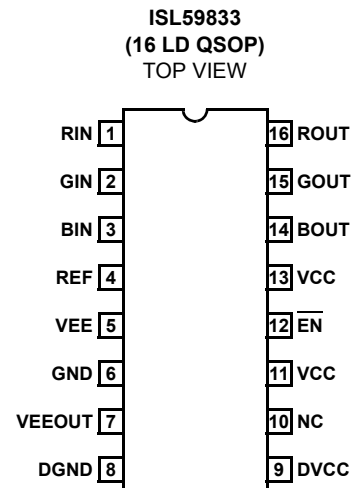 ISL59833
(16 LD QSOP)
TOP VIEW
RIN 1 16 ROUT
GIN 2 15 GOUT
BIN 3 14 BOUT
REF 4 13 VCC
VEE 5 12 EN
GND 6 11 VCC
VEEOUT 7 10 NC
DGND 8 9 DVCC